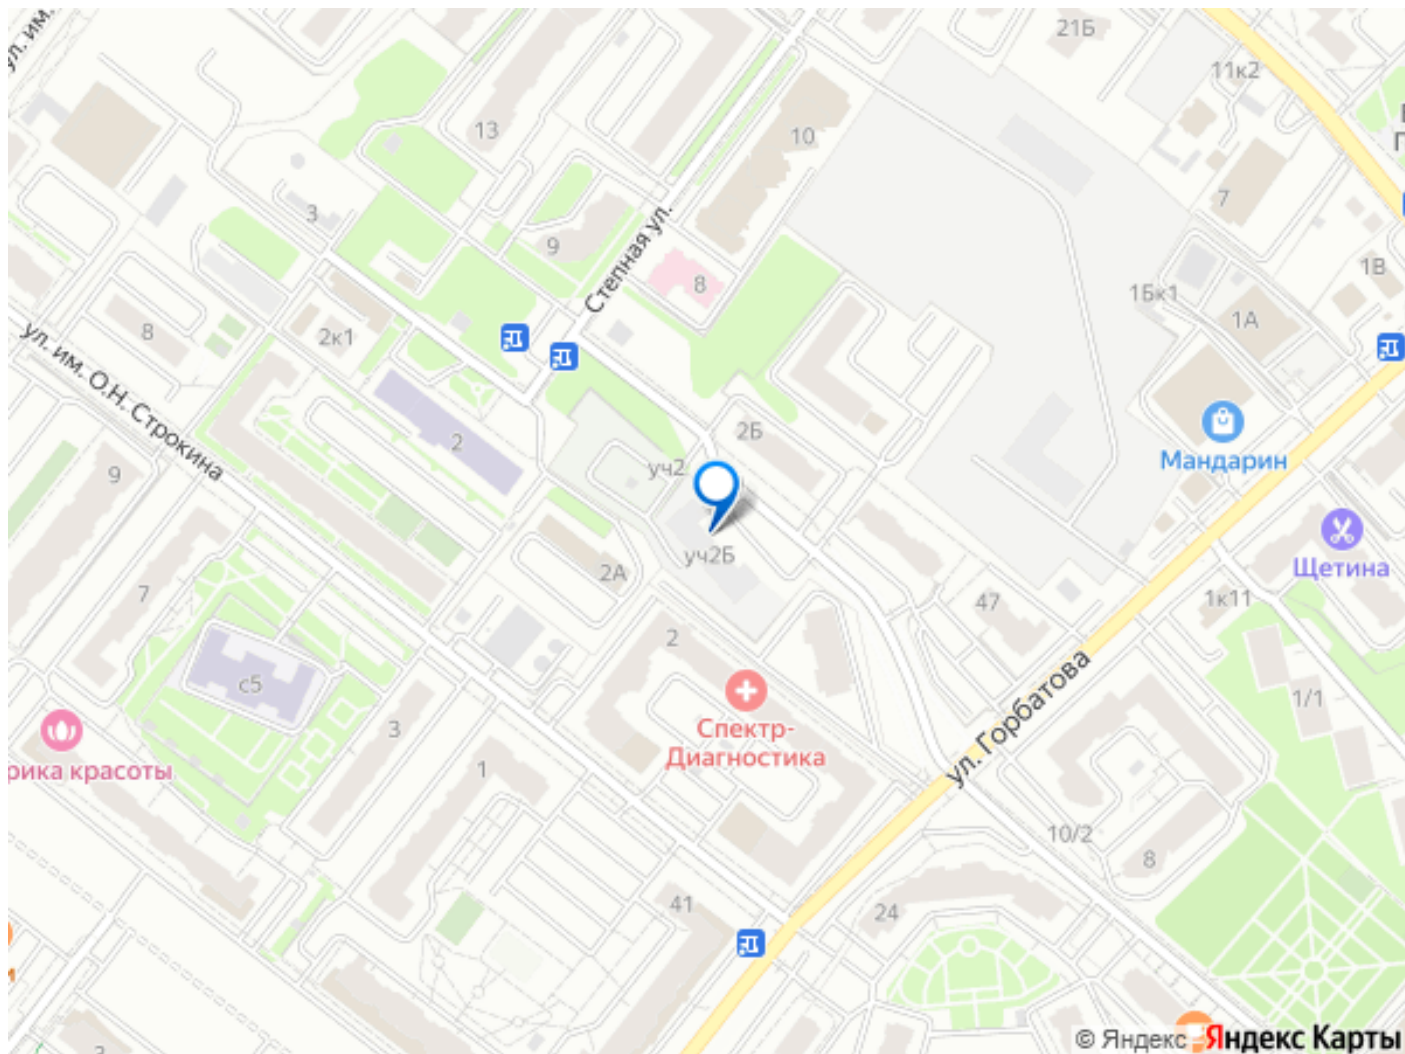 ул. им.
21Б
11к2
13
10
7
3
9
Степная ул.
8
1В
1Бк1
1А
2к1
8
ул. им. О.Н. Строкина
2
2Б
Мандарин
уч2
9
уч2Б
2А
Щетина
7
47
1к11
2
с5
Спектр-
Диагностика
ул. Горбатова
1/1
3
1
рика красоты
10/2
8
41
24
© Яндекс
Яндекс Карты